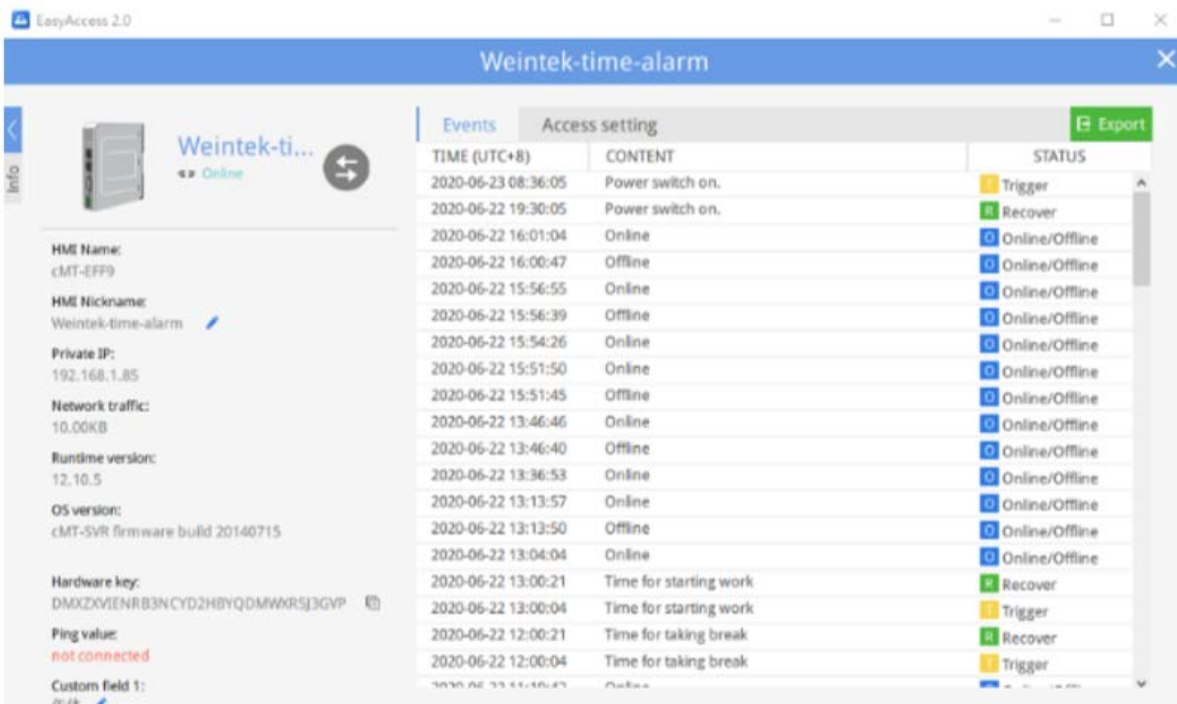 EasyAccess 2.0
Weintek-time-alarm
Info
Weintek-ti...
Online
HMI Name:
cMT-EFF9
HMI Nickname:
Weintek-time-alarm
Private IP:
192.168.1.85
Network traffic:
10.00KB
Runtime version:
12.10.5
OS version:
cMT-SVR firmware build 20140715
Hardware key:
Ping value:
not connected
Custom field 1:
Events Access setting Export
TIME (UTC+8) CONTENT STATUS
2020-06-23 08:36:05 Power switch on. T Trigger
2020-06-22 19:30:05 Power switch on. R Recover
2020-06-22 16:01:04 Online O Online/Offline
2020-06-22 16:00:47 Offline O Online/Offline
2020-06-22 15:56:55 Online O Online/Offline
2020-06-22 15:56:39 Offline O Online/Offline
2020-06-22 15:54:26 Online O Online/Offline
2020-06-22 15:51:50 Online O Online/Offline
2020-06-22 15:51:45 Offline O Online/Offline
2020-06-22 13:46:46 Online O Online/Offline
2020-06-22 13:46:40 Offline O Online/Offline
2020-06-22 13:36:53 Online O Online/Offline
2020-06-22 13:13:57 Online O Online/Offline
2020-06-22 13:13:50 Offline O Online/Offline
2020-06-22 13:04:04 Online O Online/Offline
2020-06-22 13:00:21 Time for starting work R Recover
2020-06-22 13:00:04 Time for starting work T Trigger
2020-06-22 12:00:21 Time for taking break R Recover
2020-06-22 12:00:04 Time for taking break T Trigger